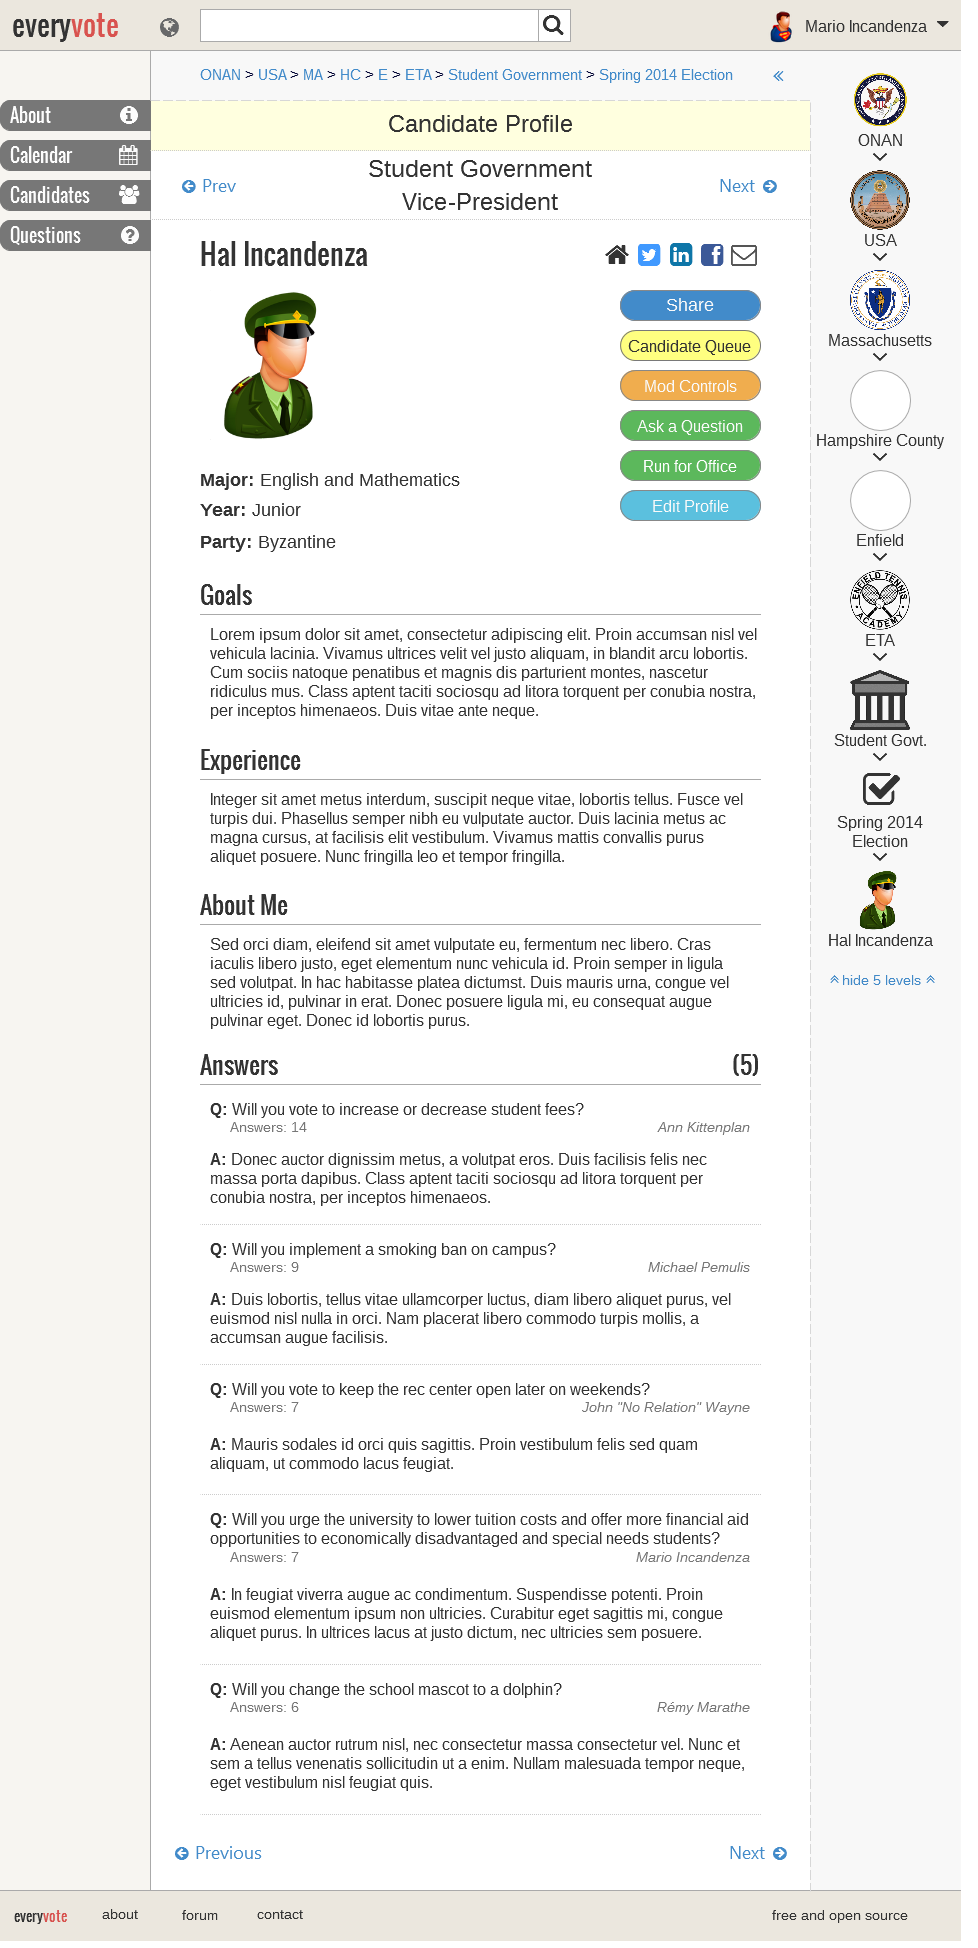 everyvote
Mario Incandenza
ONAN > USA > MA > HC > E > ETA > Student Government > Spring 2014 Election
About
Calendar
Candidates
Questions
Candidate Profile
Prev
Student Government
Vice-President
Next
Hal Incandenza
Share
Candidate Queue
Mod Controls
Ask a Question
Run for Office
Edit Profile
Major: English and Mathematics
Year: Junior
Party: Byzantine
Goals
Lorem ipsum dolor sit amet, consectetur adipiscing elit. Proin accumsan nisl vel
vehicula lacinia. Vivamus ultrices velit vel justo aliquam, in blandit arcu lobortis.
Cum sociis natoque penatibus et magnis dis parturient montes, nascetur
ridiculus mus. Class aptent taciti sociosqu ad litora torquent per conubia nostra,
per inceptos himenaeos. Duis vitae ante neque.
Experience
Integer sit amet metus interdum, suscipit neque vitae, lobortis tellus. Fusce vel
turpis dui. Phasellus semper nibh eu vulputate auctor. Duis lacinia metus ac
magna cursus, at facilisis elit vestibulum. Vivamus mattis convallis purus
aliquet posuere. Nunc fringilla leo et tempor fringilla.
About Me
Sed orci diam, eleifend sit amet vulputate eu, fermentum nec libero. Cras
iaculis libero justo, eget elementum nunc vehicula id. Proin semper in ligula
sed volutpat. In hac habitasse platea dictumst. Duis mauris urna, congue vel
ultricies id, pulvinar in erat. Donec posuere ligula mi, eu consequat augue
pulvinar eget. Donec id lobortis purus.
Answers (5)
Q: Will you vote to increase or decrease student fees?
Answers: 14 Ann Kittenplan
A: Donec auctor dignissim metus, a volutpat eros. Duis facilisis felis nec
massa porta dapibus. Class aptent taciti sociosqu ad litora torquent per
conubia nostra, per inceptos himenaeos.
Q: Will you implement a smoking ban on campus?
Answers: 9 Michael Pemulis
A: Duis lobortis, tellus vitae ullamcorper luctus, diam libero aliquet purus, vel
euismod nisl nulla in orci. Nam placerat libero commodo turpis mollis, a
accumsan augue facilisis.
Q: Will you vote to keep the rec center open later on weekends?
Answers: 7 John "No Relation" Wayne
A: Mauris sodales id orci quis sagittis. Proin vestibulum felis sed quam
aliquam, ut commodo lacus feugiat.
Q: Will you urge the university to lower tuition costs and offer more financial aid
opportunities to economically disadvantaged and special needs students?
Answers: 7 Mario Incandenza
A: In feugiat viverra augue ac condimentum. Suspendisse potenti. Proin
euismod elementum ipsum non ultricies. Curabitur eget sagittis mi, congue
aliquet purus. In ultrices lacus at justo dictum, nec ultricies sem posuere.
Q: Will you change the school mascot to a dolphin?
Answers: 6 Rémy Marathe
A: Aenean auctor rutrum nisl, nec consectetur massa consectetur vel. Nunc et
sem a tellus venenatis sollicitudin ut a enim. Nullam malesuada tempor neque,
eget vestibulum nisl feugiat quis.
Previous
Next
ONAN
USA
Massachusetts
Hampshire County
Enfield
ENFIELD TENNIS
ACADEMY
ETA
Student Govt.
Spring 2014
Election
Hal Incandenza
hide 5 levels
everyvote
about
forum
contact
free and open source